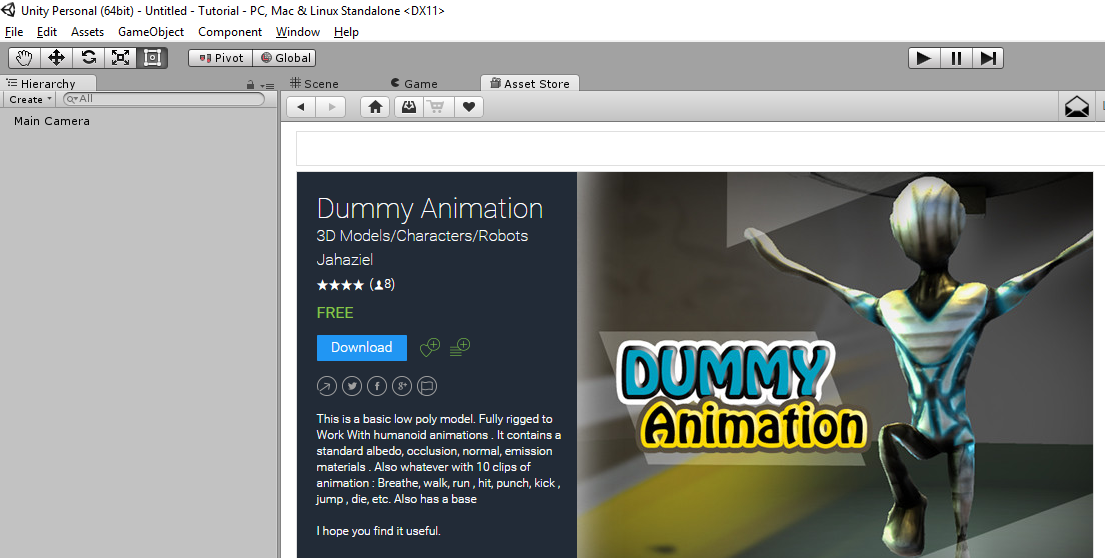 Unity Personal (64bit) - Untitled - Tutorial - PC, Mac & Linux Standalone <DX11>
File Edit Assets GameObject Component Window Help
Pivot Global
Hierarchy Scene Game Asset Store
Create All
Main Camera
Dummy Animation
3D Models/Characters/Robots
Jahaziel
★★★★ (8)
FREE
Download
This is a basic low poly model. Fully rigged to
Work With humanoid animations . It contains a
standard albedo, occlusion, normal, emission
materials . Also whatever with 10 clips of
animation : Breathe, walk, run , hit, punch, kick ,
jump , die, etc. Also has a base
I hope you find it useful.
DUMMY
Animation